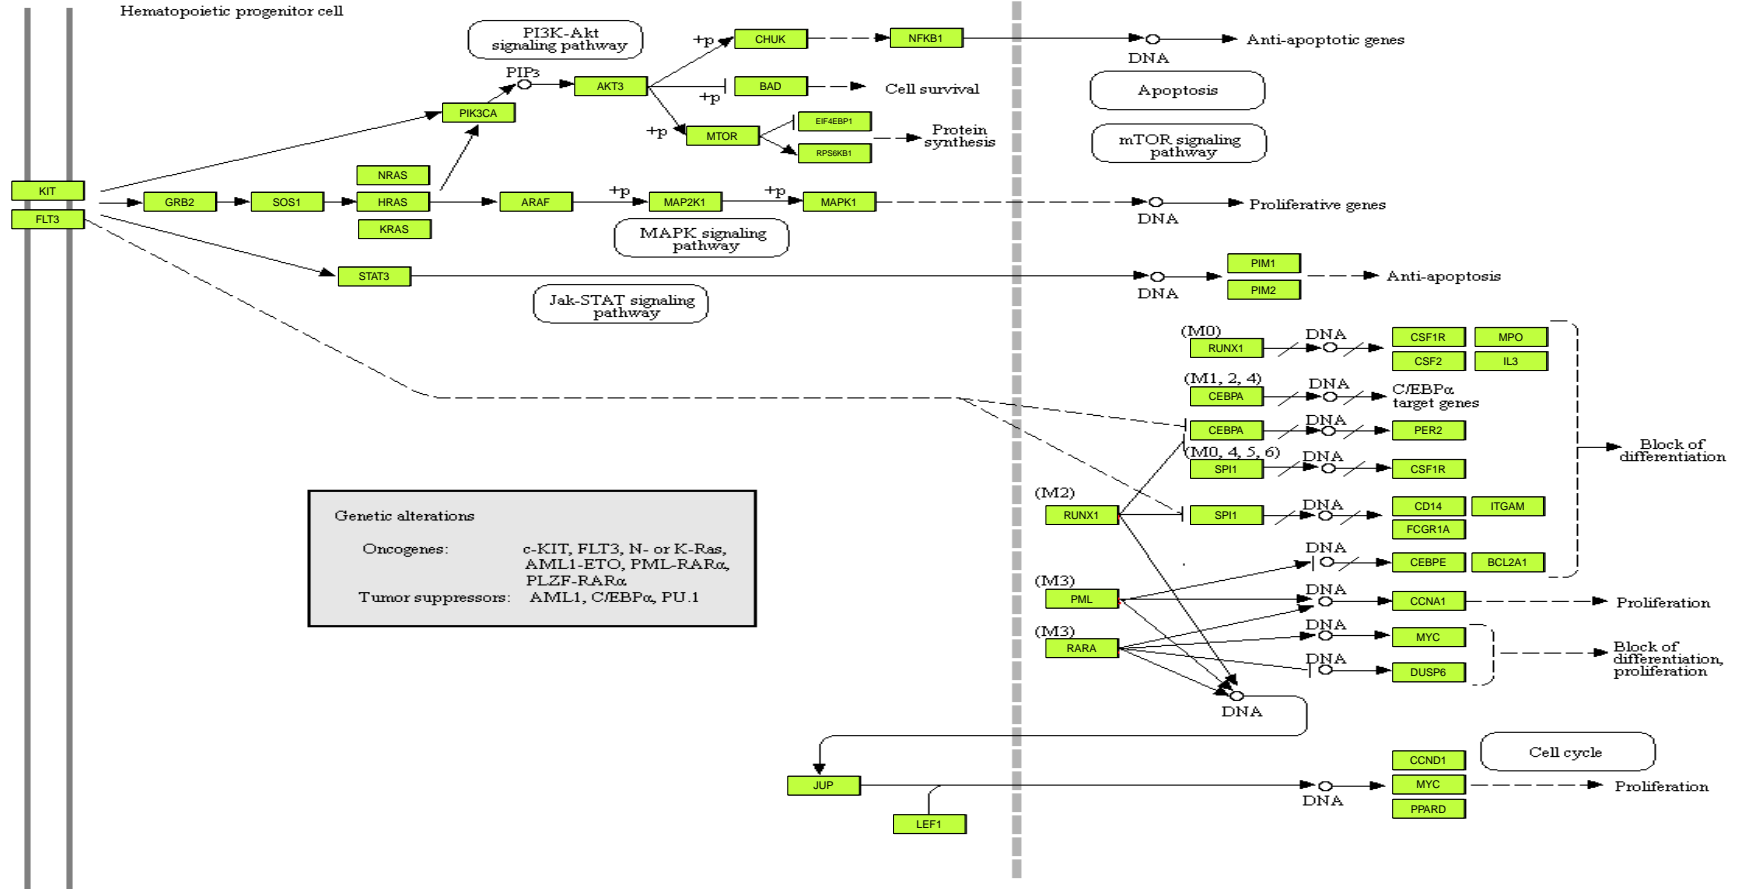 Hematopoietic progenitor cell
PI3K-Akt
signaling pathway
+p
CHUK
NFKB1
DNA
Anti-apoptotic genes
PIP3
AKT3
+p
BAD
Cell survival
Apoptosis
PIK3CA
+p
MTOR
EIF4EBP1
RPS6KB1
Protein
synthesis
mTOR signaling
pathway
KIT
FLT3
GRB2
SOS1
NRAS
HRAS
KRAS
ARAF
+p
MAP2K1
+p
MAPK1
DNA
Proliferative genes
MAPK signaling
pathway
STAT3
DNA
PIM1
PIM2
Anti-apoptosis
Jak-STAT signaling
pathway
(M0)
RUNX1
DNA
CSF1R
MPO
CSF2
IL3
(M1, 2, 4)
CEBPA
DNA
C/EBPα
target genes
CEBPA
DNA
PER2
(M0, 4, 5, 6)
SPI1
DNA
CSF1R
Block of
differentiation
(M2)
RUNX1
SPI1
DNA
CD14
ITGAM
FCGR1A
DNA
CEBPE
BCL2A1
(M3)
PML
DNA
CCNA1
Proliferation
(M3)
RARA
DNA
MYC
DNA
DUSP6
Block of
differentiation,
proliferation
DNA
Genetic alterations
Oncogenes: c-KIT, FLT3, N- or K-Ras,
AML1-ETO, PML-RARα,
PLZF-RARα
Tumor suppressors: AML1, C/EBPα, PU.1
JUP
LEF1
DNA
CCND1
MYC
PPARD
Cell cycle
Proliferation